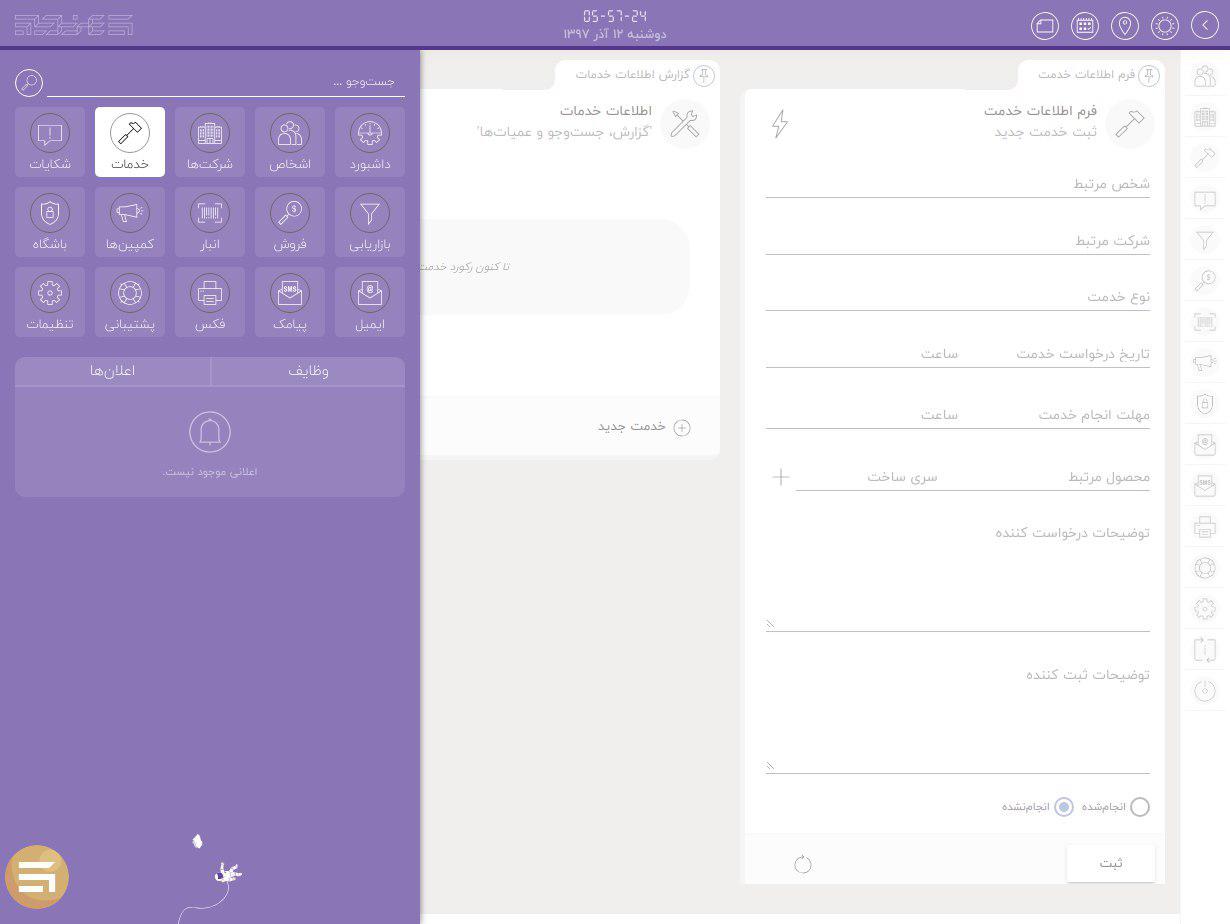 05-57-24
دوشنبه ۱۲ آذر ۱۳۹۷
فرم اطلاعات خدمت
فرم اطلاعات خدمت
ثبت خدمت جدید
شخص مرتبط
شرکت مرتبط
نوع خدمت
تاریخ درخواست خدمت ساعت
مهلت انجام خدمت ساعت
محصول مرتبط سری ساخت
توضیحات درخواست کننده
توضیحات ثبت کننده
انجام‌شده انجام‌نشده
ثبت
گزارش اطلاعات خدمات
اطلاعات خدمات
'گزارش، جست‌وجو و عمیات‌ها'
تا کنون رکورد خدمت
خدمت جدید
جست‌وجو ...
داشبورد اشخاص شرکت‌ها خدمات شکایات
بازاریابی فروش انبار کمپین‌ها باشگاه
SMS
ایمیل پیامک فکس پشتیبانی تنظیمات
وظایف اعلان‌ها
اعلانی موجود نیست.
SMS